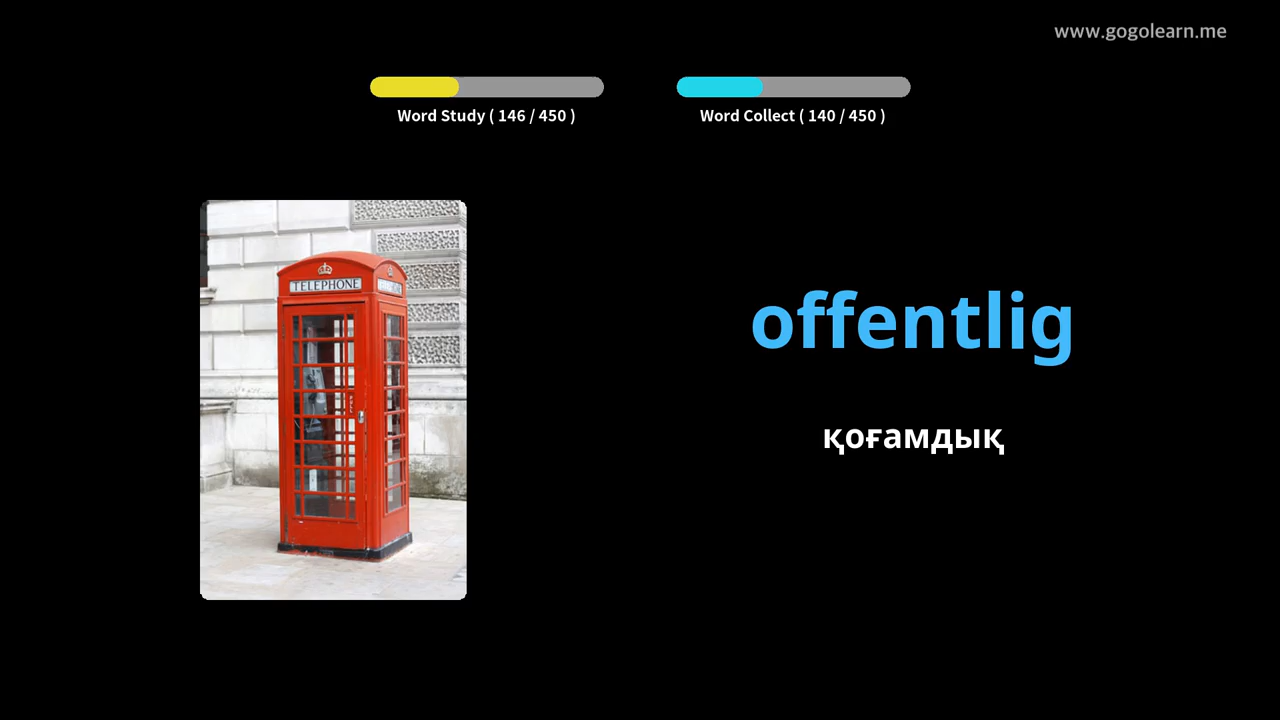 www.gogolearn.me
Word Study ( 146 / 450 )
Word Collect ( 140 / 450 )
TELEPHONE
offentlig
қоғамдық